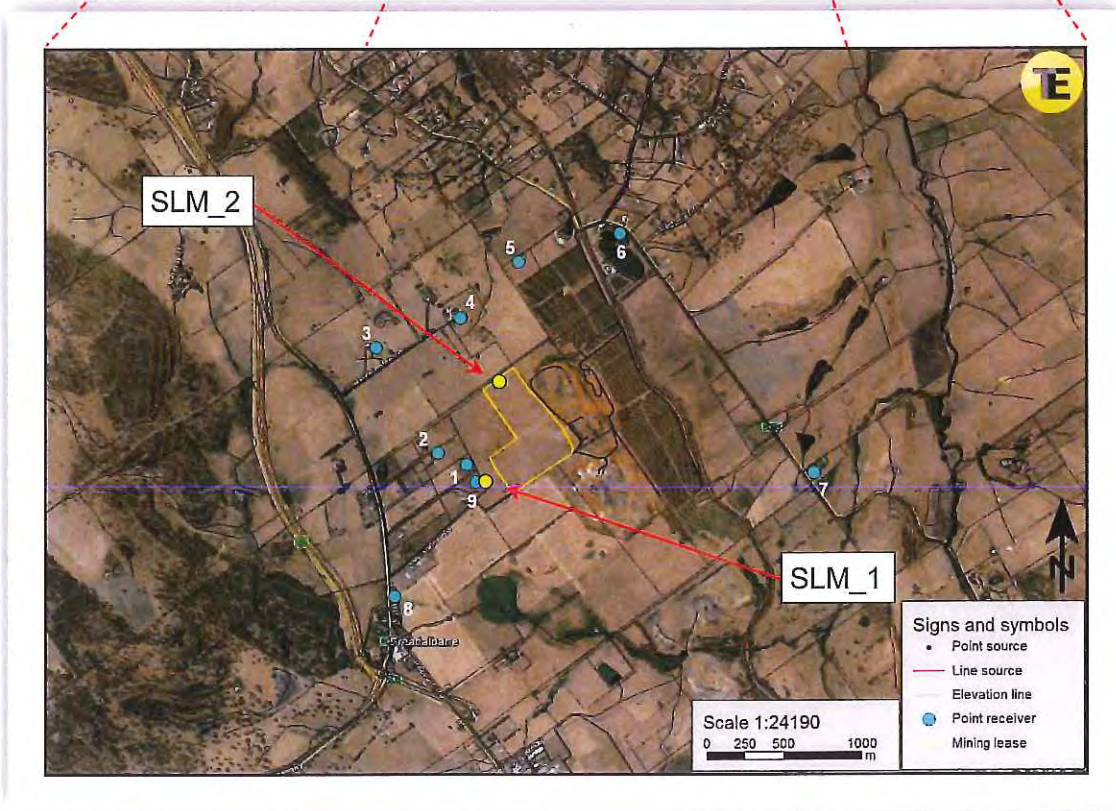 TE
SLM_2
5
6
4
3
2
1
9
7
SLM_1
8
Breadalbane
Signs and symbols
Point source
Line source
Elevation line
Point receiver
Mining lease
Scale 1:24190
0 250 500 1000
m
N